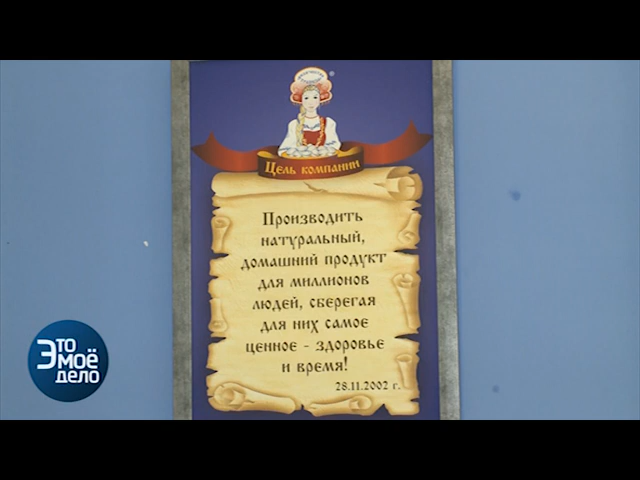 Цель компании
Производить
натуральный,
домашний продукт
для миллионов
людей, сберегая
для них самое
ценное - здоровье
и время!
28.11.2002 г.
Это
моё
дело